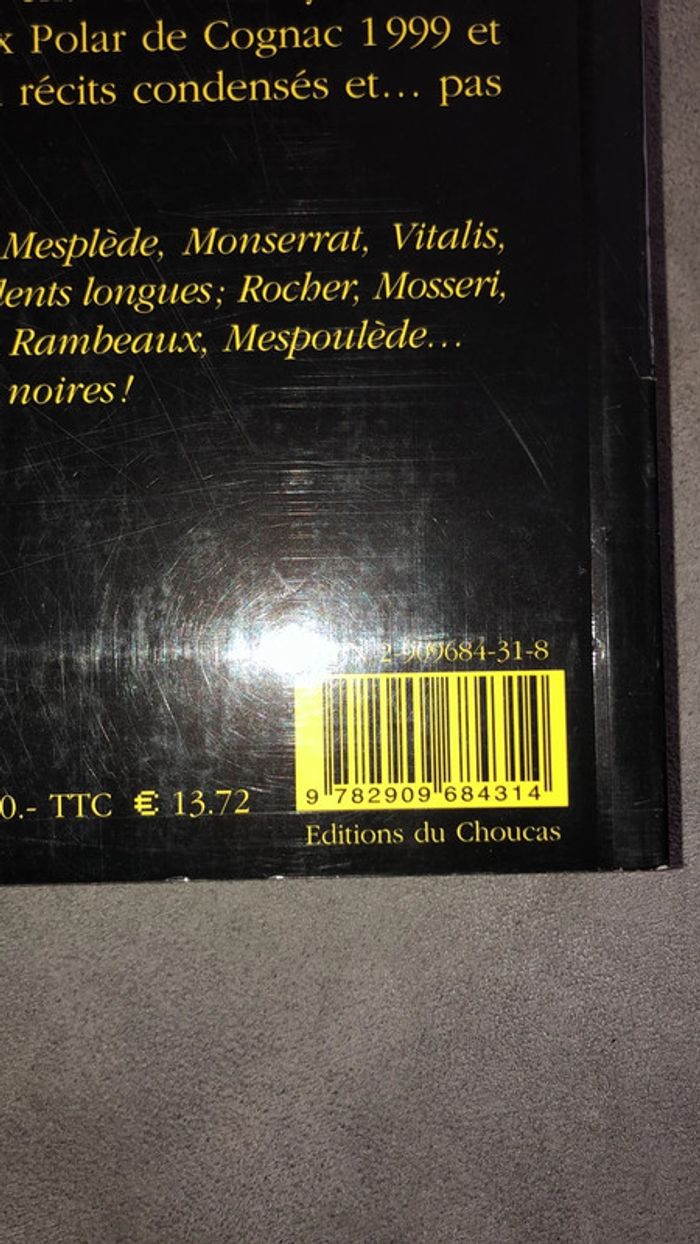 x Polar de Cognac 1999 et
récits condensés et… pas
Mesplède, Monserrat, Vitalis,
dents longues; Rocher, Mosseri,
Rambeaux, Mespoulède…
noires!
2-909684-31-8
9 782909 684314
0.- TTC € 13.72
Editions du Choucas